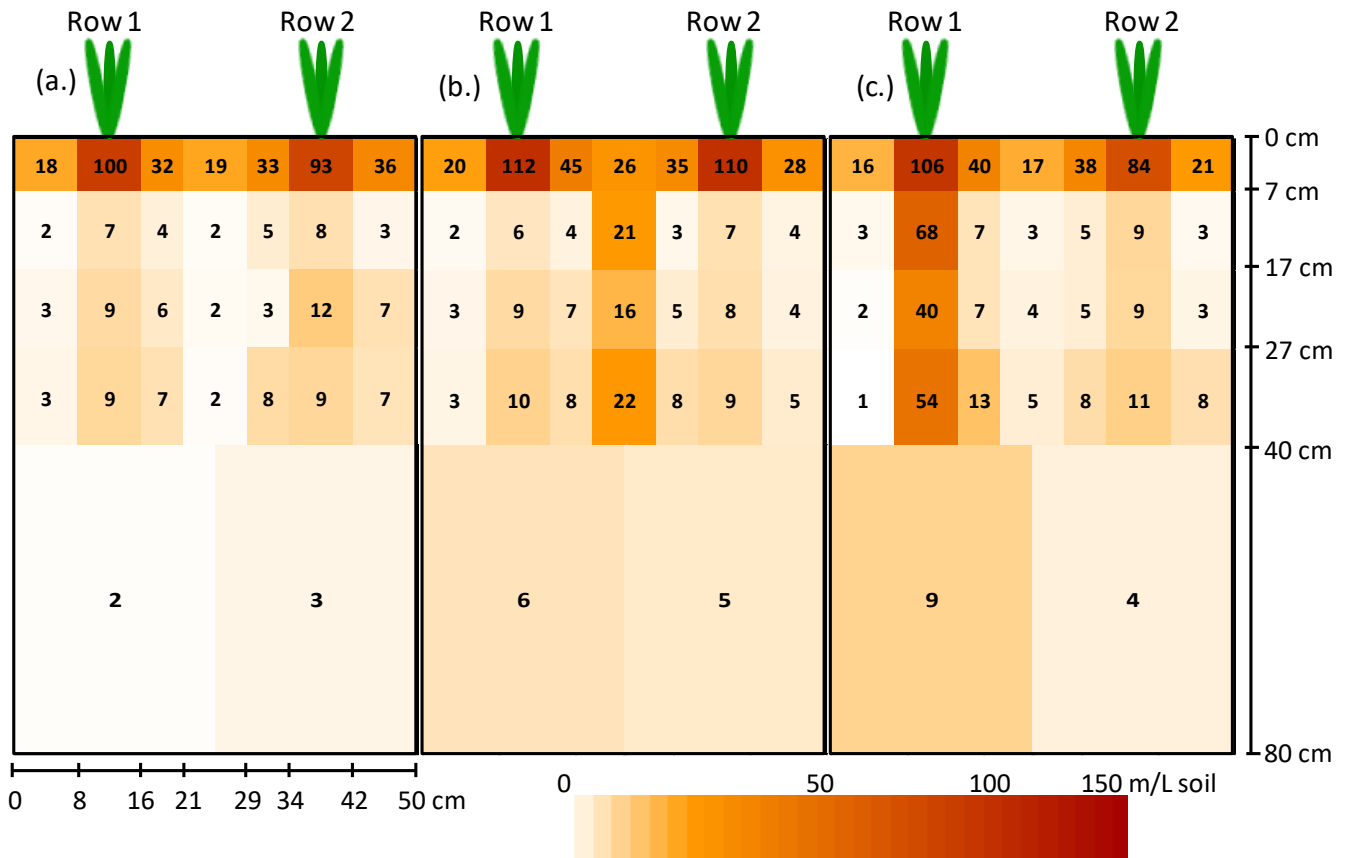 Row 1 Row 2 Row 1 Row 2 Row 1 Row 2
(a.) (b.) (c.)
0 cm
18 100 32 19 33 93 36 20 112 45 26 35 110 28 16 106 40 17 38 84 21
7 cm
2 7 4 2 5 8 3 2 6 4 21 3 7 4 3 68 7 3 5 9 3
17 cm
3 9 6 2 3 12 7 3 9 7 16 5 8 4 2 40 7 4 5 9 3
27 cm
3 9 7 2 8 9 7 3 10 8 22 8 9 5 1 54 13 5 8 11 8
40 cm
2 3 6 5 9 4
80 cm
0 8 16 21 29 34 42 50 cm
0 50 100 150 m/L soil